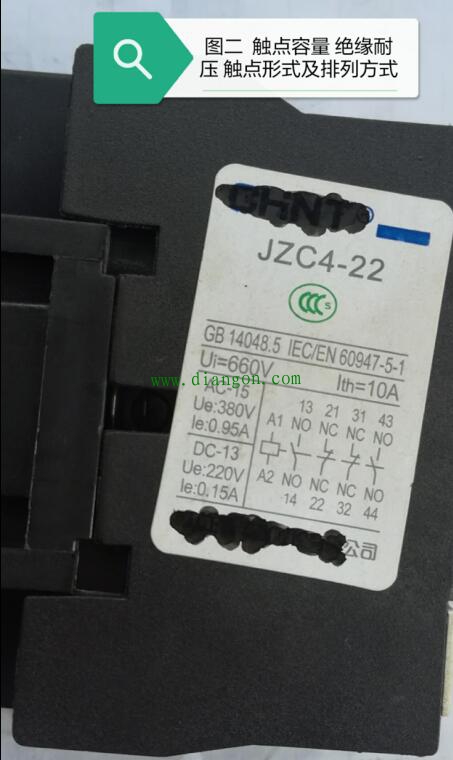 图二 触点容量 绝缘耐
压 触点形式及排列方式
CHNT
JZC4-22
CCC S
GB 14048.5 IEC/EN 60947-5-1
Ui=660V Ith=10A
www.diangon.com
AC-15
Ue:380V
Ie:0.95A
DC-13
Ue:220V
Ie:0.15A
13 21 31 43
A1 NO NC NC NO
A2 NO NC NC NO
14 22 32 44
公司